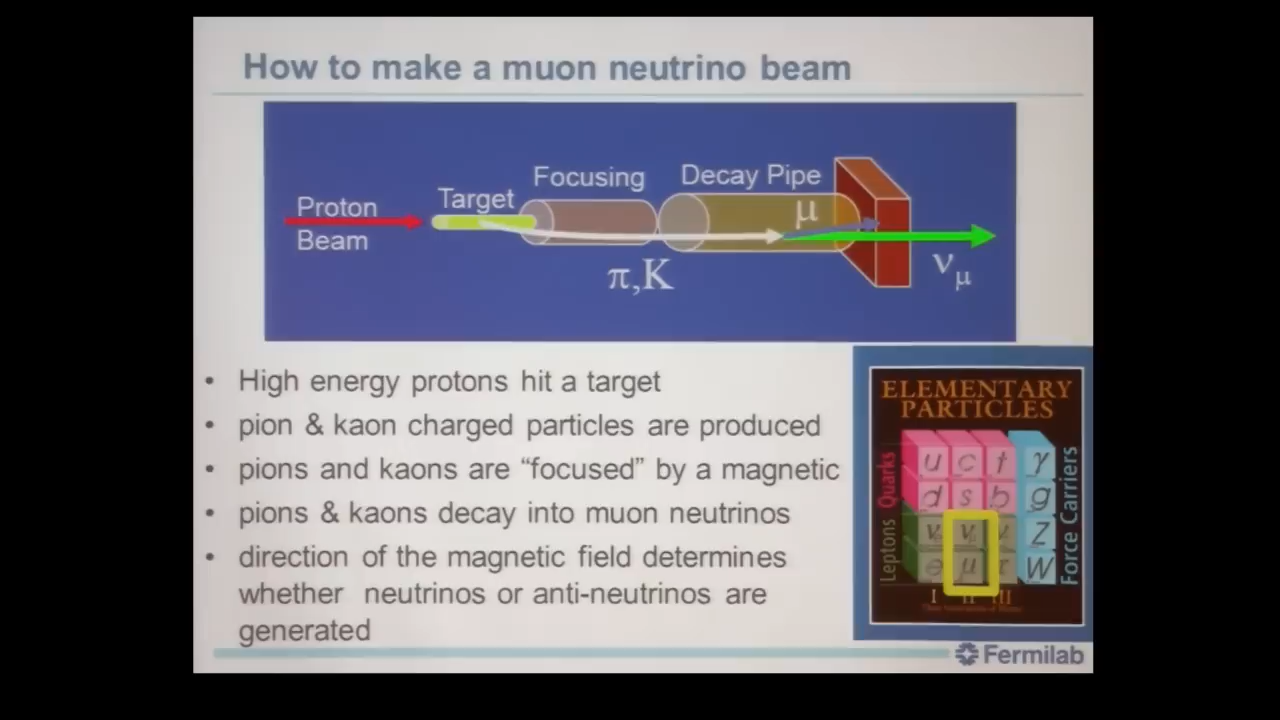 How to make a muon neutrino beam
Proton
Beam
Target
Focusing
Decay Pipe
μ
π,K
νμ
• High energy protons hit a target
• pion & kaon charged particles are produced
• pions and kaons are “focused” by a magnetic
• pions & kaons decay into muon neutrinos
• direction of the magnetic field determines
whether neutrinos or anti-neutrinos are
generated
ELEMENTARY
PARTICLES
Quarks
Leptons
Force Carriers
u c t γ
d s b g
ν ν ν Z
e μ τ W
I II III
Fermilab